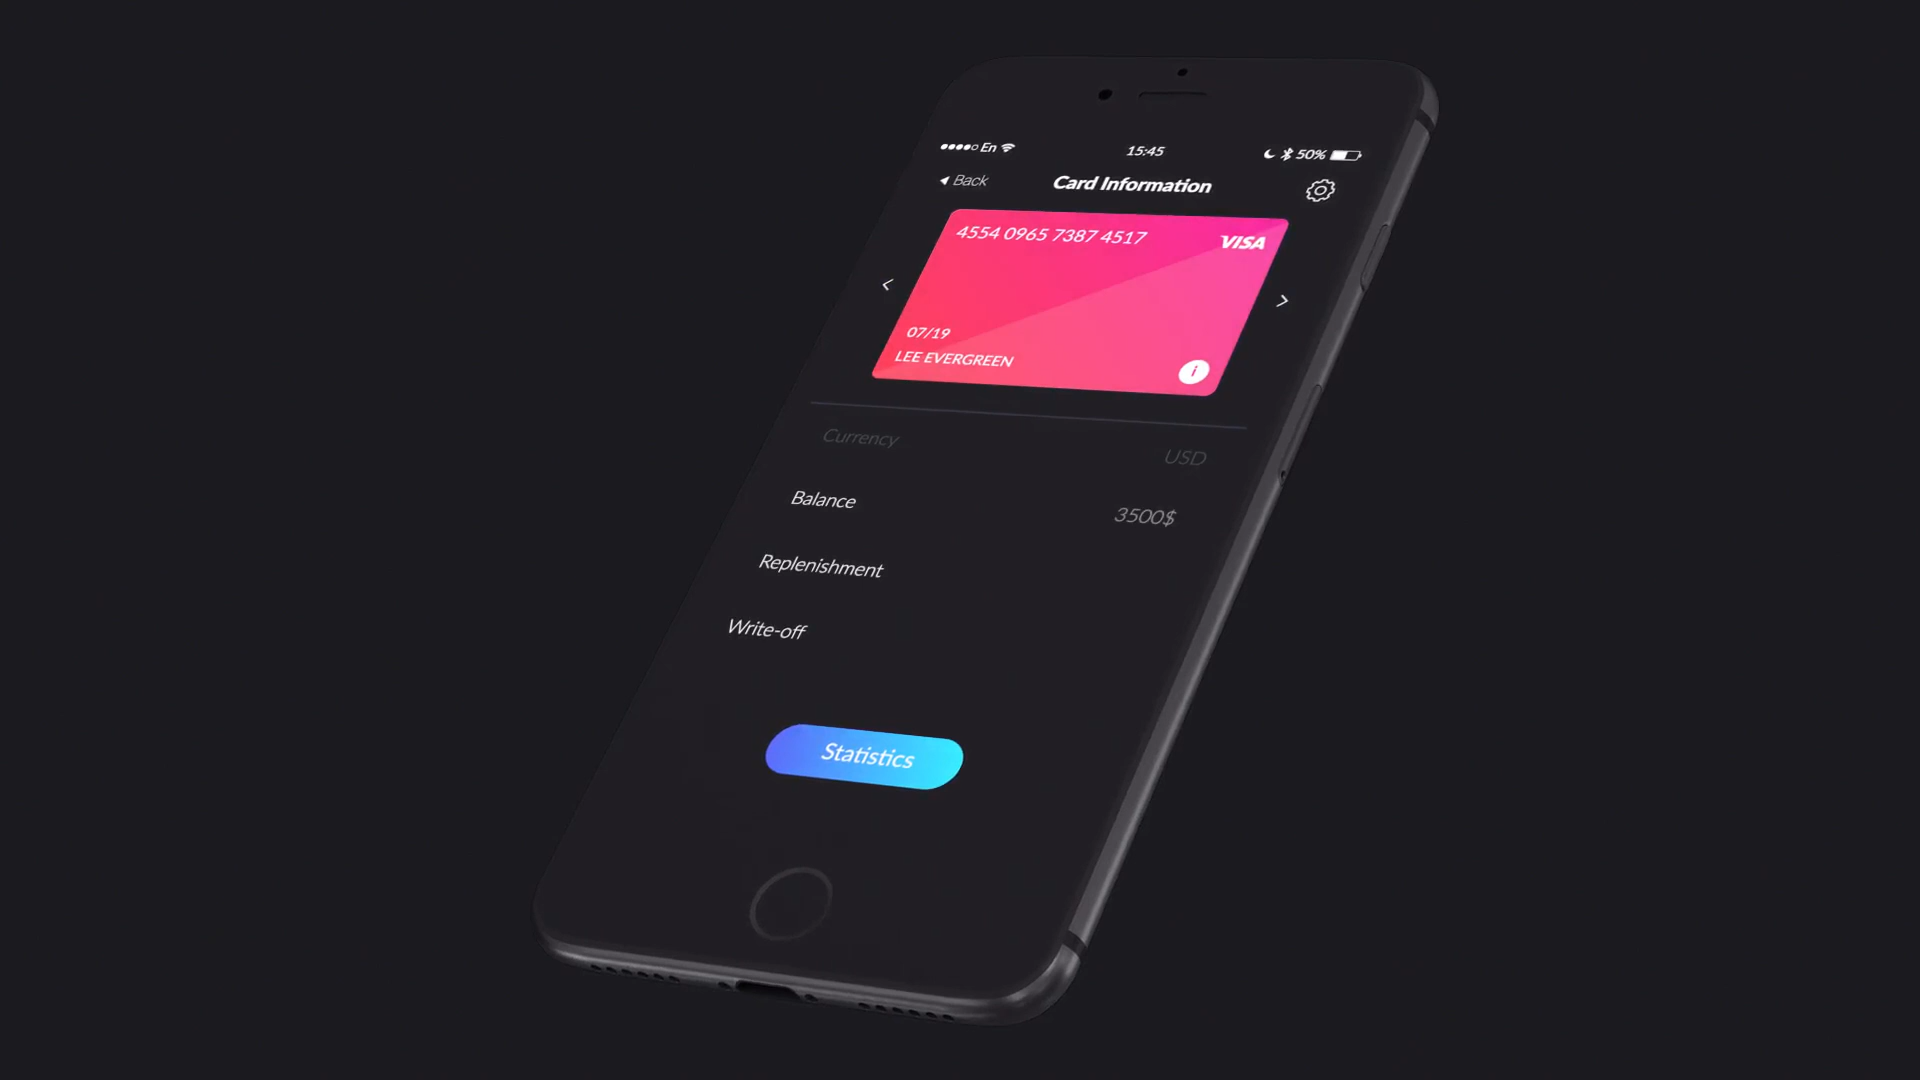 En 15:45 50%
Back Card Information
4554 0965 7387 4517 VISA
07/19
LEE EVERGREEN
i
Currency USD
Balance 3500$
Replenishment
Write-off
Statistics